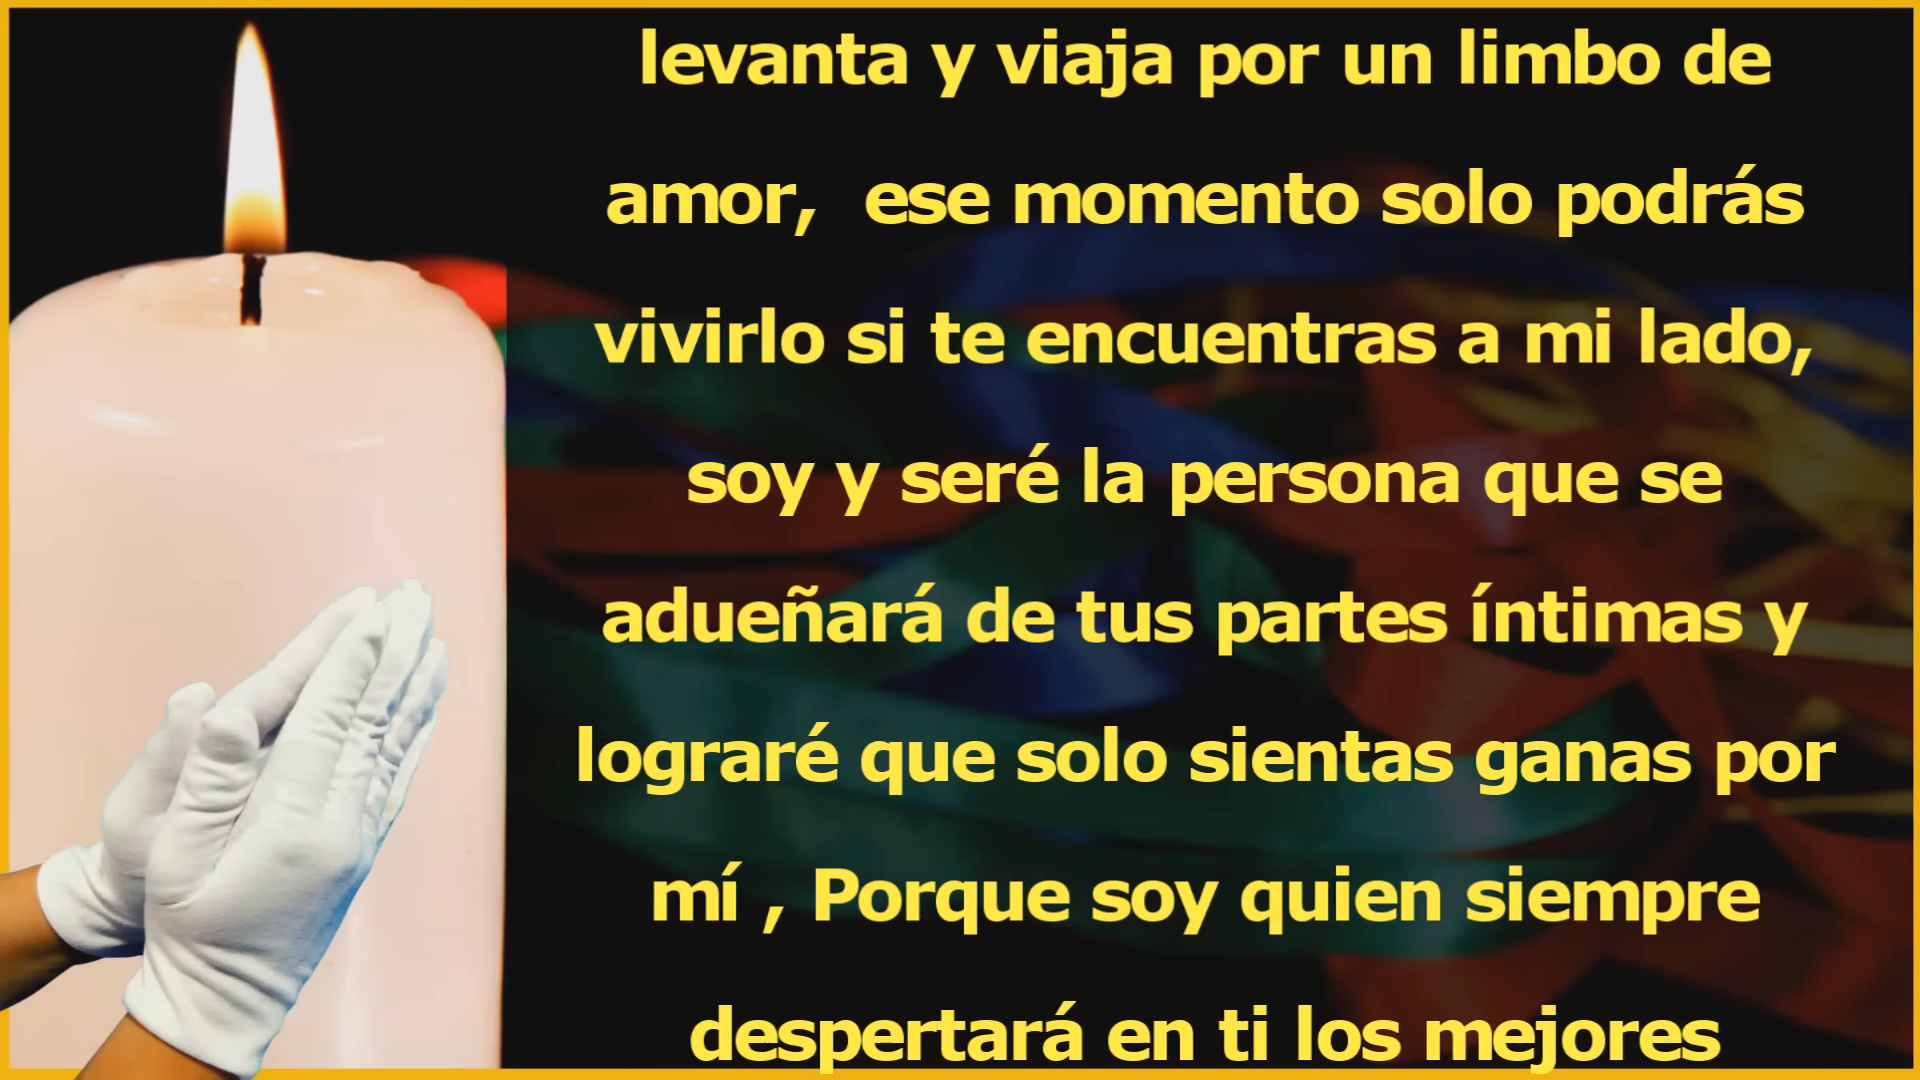 levanta y viaja por un limbo de
amor,  ese momento solo podrás
vivirlo si te encuentras a mi lado,
soy y seré la persona que se
adueñará de tus partes íntimas y
lograré que solo sientas ganas por
mí , Porque soy quien siempre
despertará en ti los mejores